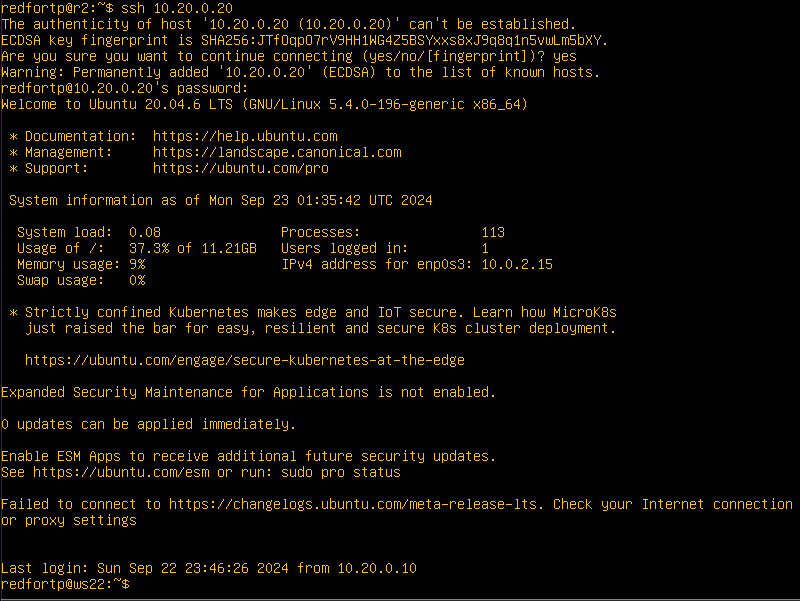 redfortp@r2:~$ ssh 10.20.0.20
The authenticity of host '10.20.0.20 (10.20.0.20)' can't be established.
ECDSA key fingerprint is SHA256:JTfOqpO7rV9HH1WG4Z5BSYxxs8xJ9q8q1n5vwLm5bXY.
Are you sure you want to continue connecting (yes/no/[fingerprint])? yes
Warning: Permanently added '10.20.0.20' (ECDSA) to the list of known hosts.
redfortp@10.20.0.20's password:
Welcome to Ubuntu 20.04.6 LTS (GNU/Linux 5.4.0-196-generic x86_64)
* Documentation:  https://help.ubuntu.com
* Management:     https://landscape.canonical.com
* Support:        https://ubuntu.com/pro
System information as of Mon Sep 23 01:35:42 UTC 2024
System load:  0.08               Processes:               113
Usage of /:   37.3% of 11.21GB   Users logged in:         1
Memory usage: 9%                 IPv4 address for enp0s3: 10.0.2.15
Swap usage:   0%
* Strictly confined Kubernetes makes edge and IoT secure. Learn how MicroK8s
just raised the bar for easy, resilient and secure K8s cluster deployment.
https://ubuntu.com/engage/secure-kubernetes-at-the-edge
Expanded Security Maintenance for Applications is not enabled.
0 updates can be applied immediately.
Enable ESM Apps to receive additional future security updates.
See https://ubuntu.com/esm or run: sudo pro status
Failed to connect to https://changelogs.ubuntu.com/meta-release-lts. Check your Internet connection
or proxy settings
Last login: Sun Sep 22 23:46:26 2024 from 10.20.0.10
redfortp@ws22:~$